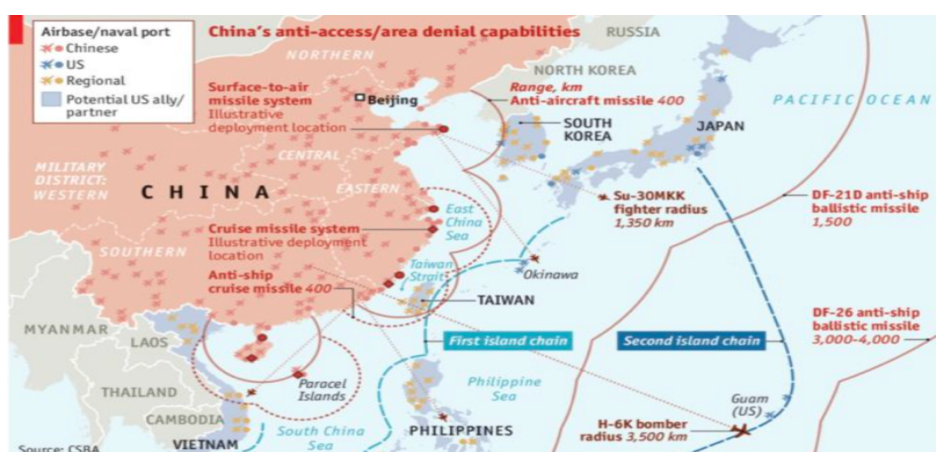 Airbase/naval port
Chinese
US
Regional
Potential US ally/
partner
China's anti-access/area denial capabilities
RUSSIA
NORTHERN
NORTH KOREA
Surface-to-air
missile system
Illustrative
deployment location
Beijing
Range, km
Anti-aircraft missile 400
SOUTH
KOREA
JAPAN
PACIFIC OCEAN
CENTRAL
MILITARY
DISTRICT:
WESTERN
CHINA
EASTERN
East
China
Sea
Su-30MKK
fighter radius
1,350 km
DF-21D anti-ship
ballistic missile
1,500
Cruise missile system
Illustrative deployment
location
SOUTHERN
Taiwan
Strait
Okinawa
Anti-ship
cruise missile 400
TAIWAN
MYANMAR
LAOS
First island chain
Second island chain
DF-26 anti-ship
ballistic missile
3,000-4,000
THAILAND
Paracel
Islands
Philippine
Sea
Guam
(US)
CAMBODIA
VIETNAM
South China
Sea
PHILIPPINES
H-6K bomber
radius 3,500 km
Source: CSBA